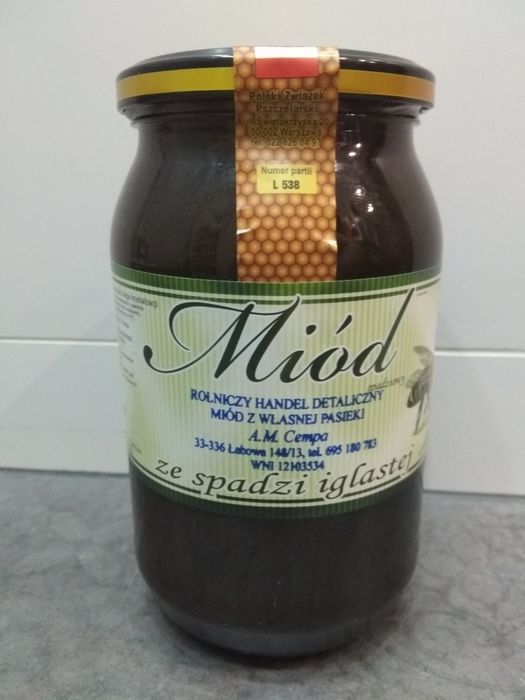 Polski Związek
Pszczelarski
ul. Świętokrzyska 20
00-002 Warszawa
tel. 022 826 04 97
Numer partii
L 538
Miód
spadziowy
ROLNICZY HANDEL DETALICZNY
MIÓD Z WŁASNEJ PASIEKI
A.M. Cempa
33-336 Łabowa 148/13, tel. 695 180 783
WNI 12103534
ze spadzi iglastej